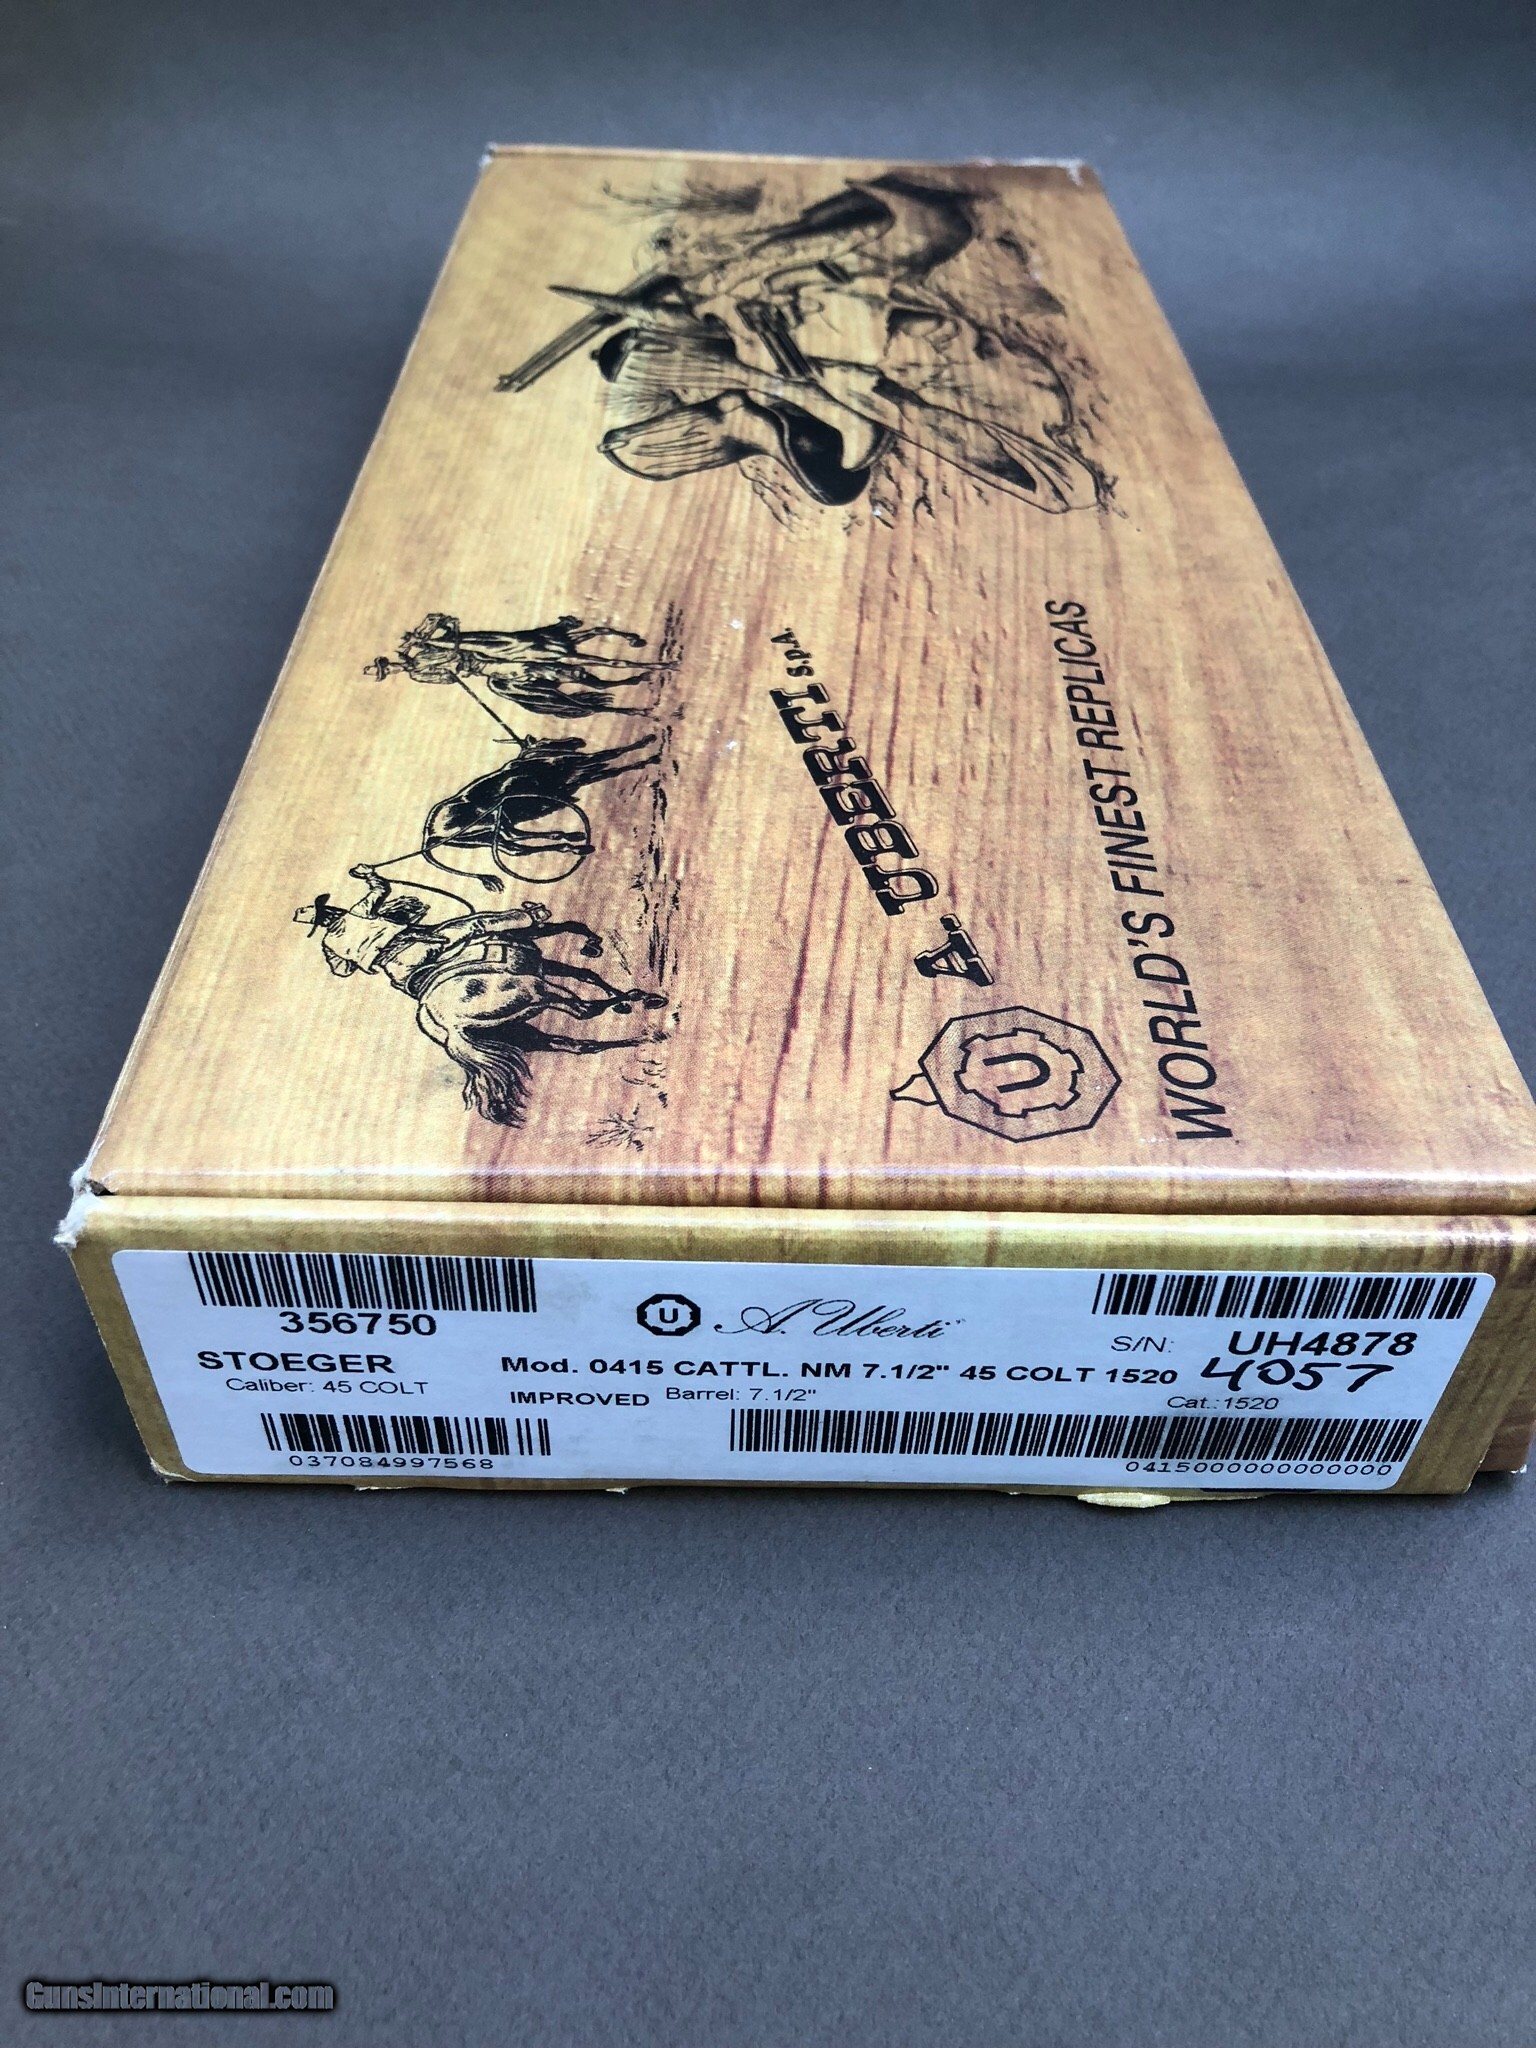 A. UBERTI S.P.A.
U
WORLD'S FINEST REPLICAS
356750
U A. Uberti
S/N: UH4878
STOEGER
Mod. 0415 CATTL. NM 7.1/2" 45 COLT 1520
4057
Caliber: 45 COLT
IMPROVED Barrel: 7.1/2"
Cat.:1520
037084997568
0415000000000000
GunsInternational.com